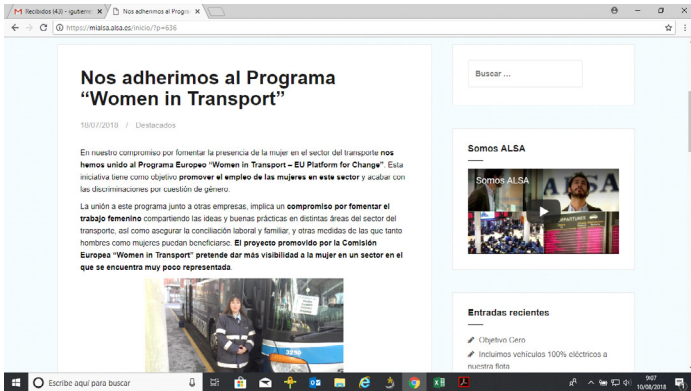 Recibidos (43) - igutierre
Nos adherimos al Progra
https://mialsa.alsa.es/inicio/?p=636
Nos adherimos al Programa
“Women in Transport”
18/07/2018 / Destacados
En nuestro compromiso por fomentar la presencia de la mujer en el sector del transporte nos
hemos unido al Programa Europeo “Women in Transport – EU Platform for Change”. Esta
iniciativa tiene como objetivo promover el empleo de las mujeres en este sector y acabar con
las discriminaciones por cuestión de género.
La unión a este programa junto a otras empresas, implica un compromiso por fomentar el
trabajo femenino compartiendo las ideas y buenas prácticas en distintas áreas del sector del
transporte, así como asegurar la conciliación laboral y familiar, y otras medidas de las que tanto
hombres como mujeres puedan beneficiarse. El proyecto promovido por la Comisión
Europea “Women in Transport” pretende dar más visibilidad a la mujer en un sector en el
que se encuentra muy poco representada.
3250
Buscar ...
Somos ALSA
Somos ALSA
ALSA
DEPARTURES
Entradas recientes
Objetivo Cero
Incluimos vehículos 100% eléctricos a
nuestra flota
Escribe aquí para buscar
9:07
10/08/2018